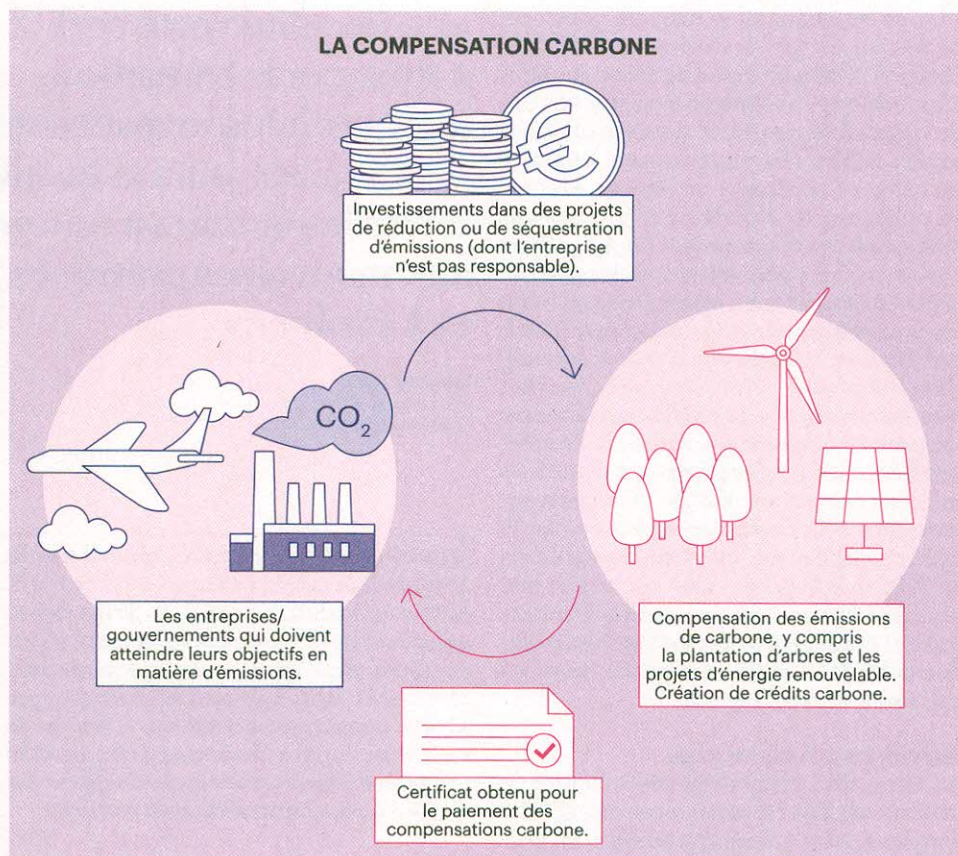 LA COMPENSATION CARBONE
€
Investissements dans des projets
de réduction ou de séquestration
d'émissions (dont l'entreprise
n'est pas responsable).
CO₂
Les entreprises/
gouvernements qui doivent
atteindre leurs objectifs en
matière d'émissions.
Compensation des émissions
de carbone, y compris
la plantation d'arbres et les
projets d'énergie renouvelable.
Création de crédits carbone.
Certificat obtenu pour
le paiement des
compensations carbone.